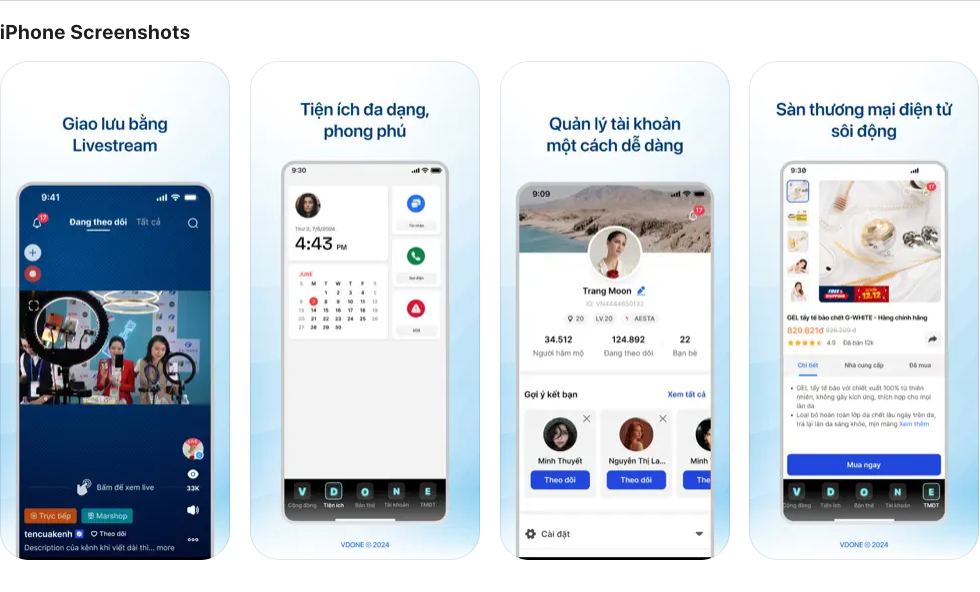 iPhone Screenshots
Giao lưu bằng
Livestream
9:41
17
Đang theo dõi Tất cả
Bấm để xem live
33K
Trực tiếp Marshop
tencuakenh Theo dõi
Description của kênh khi viết dài thì... more
Tiện ích đa dạng,
phong phú
9:30
Thứ 2, 7/6/2024
4:43 PM
JUNE
S M T W T F S
1 2 3 4 5
6 7 8 9 10 11 12
13 14 15 16 17 18 19
20 21 22 23 24 25 26
27 28 29 30
Tin nhắn
Gọi điện
SOS
V D O N E
Cộng đồng Tiện ích Bản thể Tài khoản TMĐT
VDONE © 2024
Quản lý tài khoản
một cách dễ dàng
9:09
17
Trang Moon
ID: VN4444650132
20 LV.20 AESTA
34.512 124.892 22
Người hâm mộ Đang theo dõi Bạn bè
Gợi ý kết bạn Xem tất cả
Minh Thuyết Nguyễn Thị La... Minh
Theo dõi Theo dõi The
Cài đặt
Sàn thương mại điện tử
sôi động
9:30
17
FREE SHIPPING 12.12
GEL tẩy tế bào chết G-WHITE - Hàng chính hãng
820.821đ
4.9 Đã bán 12k
Chi tiết Nhà cung cấp Đã mua
GEL tẩy tế bào với chiết xuất 100% từ thiên
nhiên, không gây kích ứng, thích hợp cho mọi
làn da
Loại bỏ hoàn toàn lớp da chết lâu ngày trên da,
trả lại làn da sáng khỏe, mịn màng Xem thêm
Mua ngay
V D O N E
Cộng đồng Tiện ích Bản thể Tài khoản TMĐT
VDONE © 2024